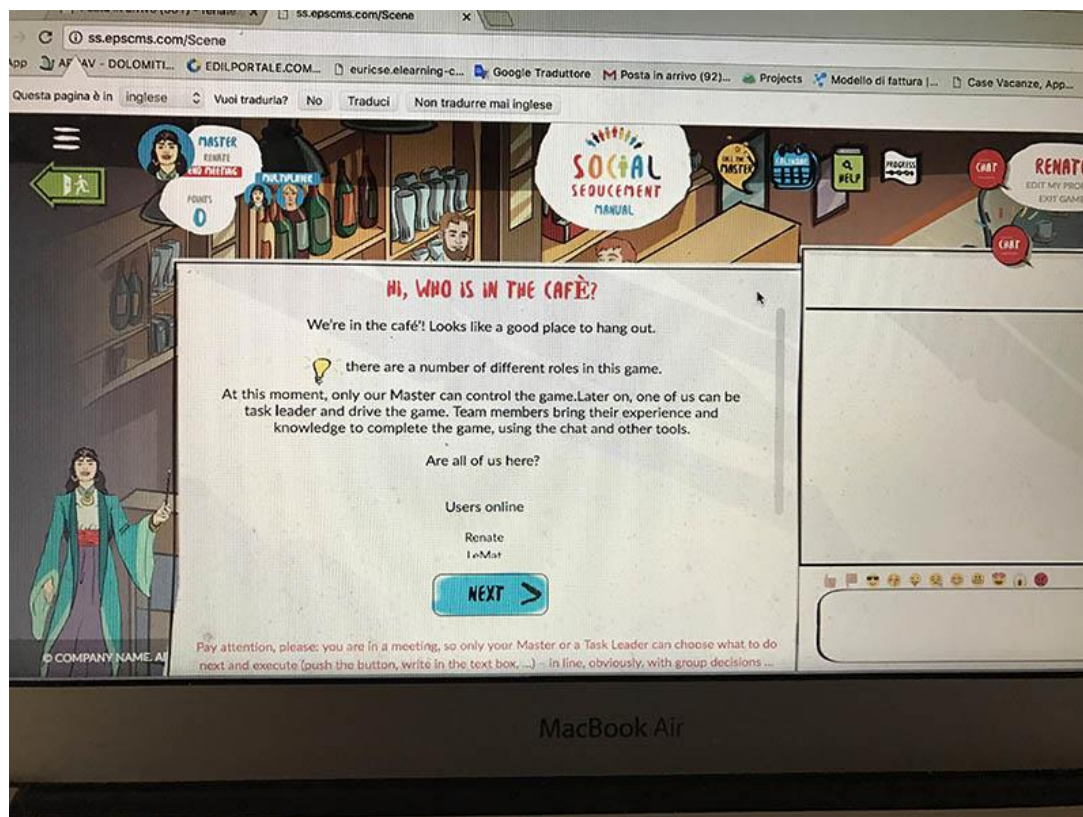 ss.epscms.com/Scene
ss.epscms.com/Scene
DOLOMITI...
EDILPORTALE.COM...
euricse.elearning-c...
Google Traduttore
Posta in arrivo (92)...
Projects
Modello di fattura |...
Case Vacanze, App...
Questa pagina è in
inglese
Vuoi tradurla?
No
Traduci
Non tradurre mai inglese
MASTER
RENATE
END MEETING
POINTS
0
MULTIPLAYER
SOCIAL
SEDUCEMENT
MANUAL
CALL THE
MASTER
CALENDAR
HELP
PROGRESS
CHAT
RENATE
EDIT MY PRO
EXIT GAM
CHAT
HI, WHO IS IN THE CAFÈ?
We're in the café'! Looks like a good place to hang out.
there are a number of different roles in this game.
At this moment, only our Master can control the game.Later on, one of us can be
task leader and drive the game. Team members bring their experience and
knowledge to complete the game, using the chat and other tools.
Are all of us here?
Users online
Renate
LeMat
NEXT >
Pay attention, please: you are in a meeting, so only your Master or a Task Leader can choose what to do
next and execute (push the button, write in the text box, ...) - in line, obviously, with group decisions ...
© COMPANY NAME. Al
MacBook Air